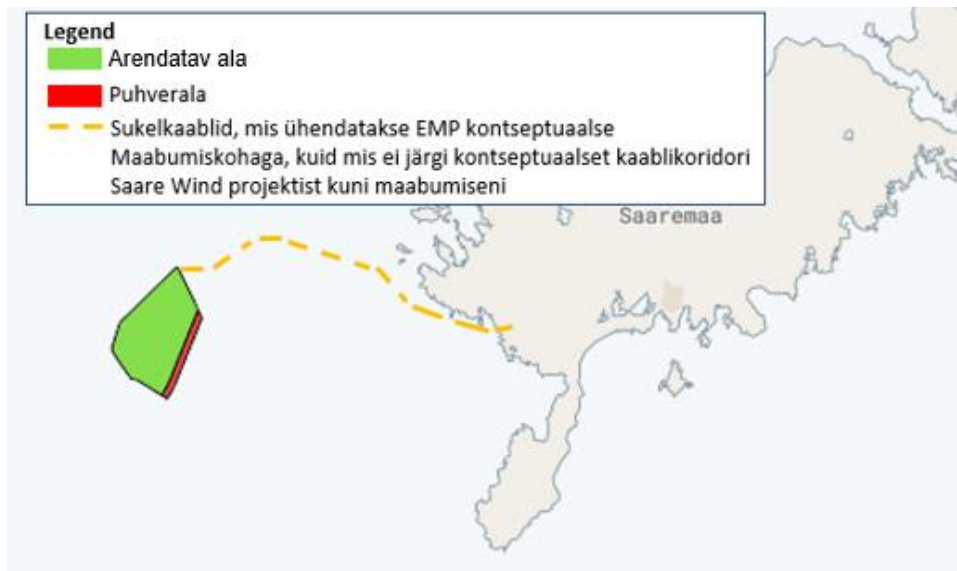 Legend
Arendatav ala
Puhverala
Sukelkaablid, mis ühendatakse EMP kontseptuaalse
Maabumiskohaga, kuid mis ei järgi kontseptuaalset kaablikoridori
Saare Wind projektist kuni maabumiseni
Saaremaa